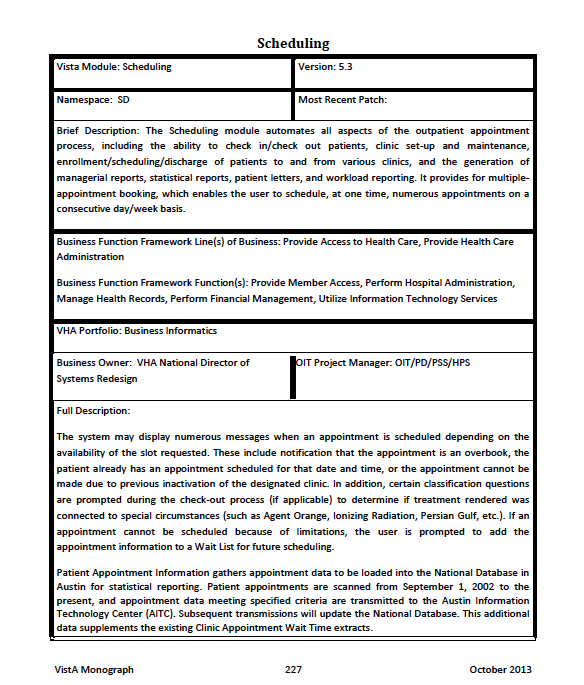 Scheduling
Vista Module: Scheduling
Version: 5.3
Namespace: SD
Most Recent Patch:
Brief Description: The Scheduling module automates all aspects of the outpatient appointment
process, including the ability to check in/check out patients, clinic set-up and maintenance,
enrollment/scheduling/discharge of patients to and from various clinics, and the generation of
managerial reports, statistical reports, patient letters, and workload reporting. It provides for multiple-
appointment booking, which enables the user to schedule, at one time, numerous appointments on a
consecutive day/week basis.
Business Function Framework Line(s) of Business: Provide Access to Health Care, Provide Health Care
Administration
Business Function Framework Function(s): Provide Member Access, Perform Hospital Administration,
Manage Health Records, Perform Financial Management, Utilize Information Technology Services
VHA Portfolio: Business Informatics
Business Owner: VHA National Director of
Systems Redesign
OIT Project Manager: OIT/PD/PSS/HPS
Full Description:
The system may display numerous messages when an appointment is scheduled depending on the
availability of the slot requested. These include notification that the appointment is an overbook, the
patient already has an appointment scheduled for that date and time, or the appointment cannot be
made due to previous inactivation of the designated clinic. In addition, certain classification questions
are prompted during the check-out process (if applicable) to determine if treatment rendered was
connected to special circumstances (such as Agent Orange, Ionizing Radiation, Persian Gulf, etc.). If an
appointment cannot be scheduled because of limitations, the user is prompted to add the
appointment information to a Wait List for future scheduling.
Patient Appointment Information gathers appointment data to be loaded into the National Database in
Austin for statistical reporting. Patient appointments are scanned from September 1, 2002 to the
present, and appointment data meeting specified criteria are transmitted to the Austin Information
Technology Center (AITC). Subsequent transmissions will update the National Database. This additional
data supplements the existing Clinic Appointment Wait Time extracts.
VistA Monograph
227
October 2013